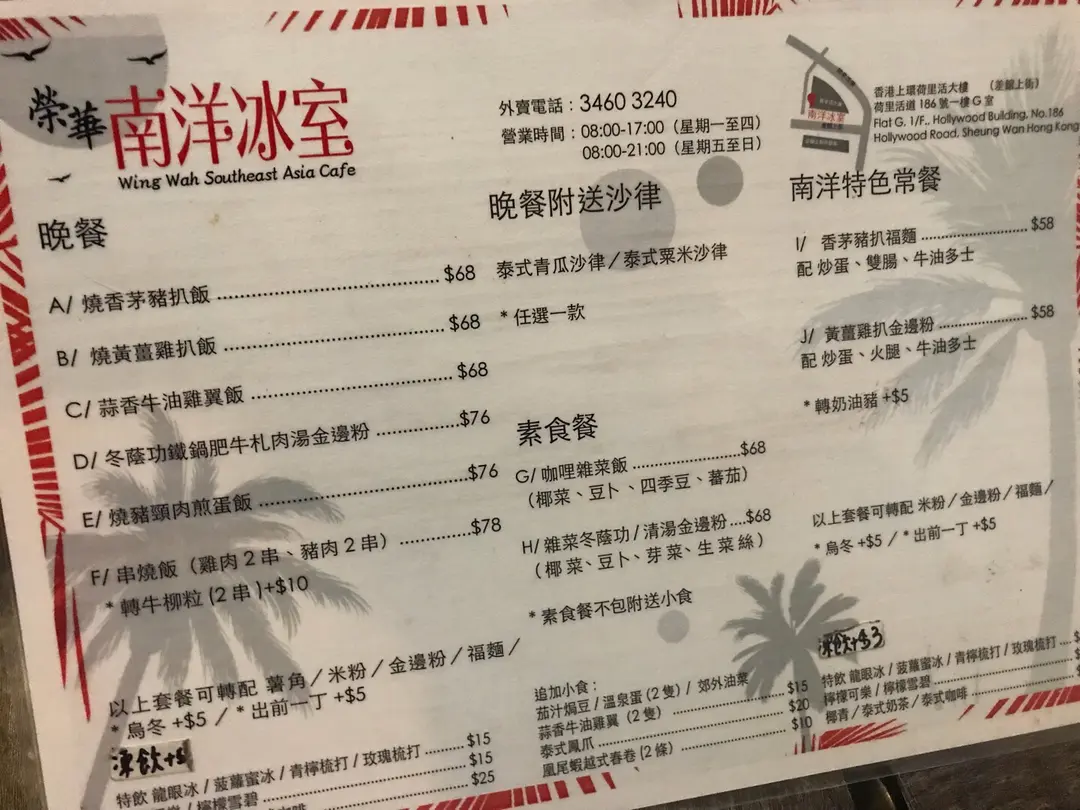 榮華
南洋冰室
Wing Wah Southeast Asia Cafe
外賣電話：3460 3240
營業時間：08:00-17:00（星期一至四）
08:00-21:00（星期五至日）
香港上環荷里活大樓 （差館上街）
荷里活道 186 號一樓 G 室
Flat G, 1/F., Hollywood Building, No.186
Hollywood Road, Sheung Wan Hong Kong
南洋冰室
晚餐
A/ 燒香茅豬扒飯 ........ $68
B/ 燒黃薑雞扒飯 ........ $68
C/ 蒜香牛油雞翼飯 ........ $68
D/ 冬蔭功鐵鍋肥牛札肉湯金邊粉 ........ $76
E/ 燒豬頸肉煎蛋飯 ........ $76
F/ 串燒飯（雞肉 2 串、豬肉 2 串） ........ $78
* 轉牛柳粒 (2 串 )+$10
以上套餐可轉配 薯角 / 米粉 / 金邊粉 / 福麵 /
* 烏冬 +$5 / * 出前一丁 +$5
凍飲+$
特飲 龍眼冰 / 菠蘿蜜冰 / 青檸梳打 / 玫瑰梳打 ........ $15
檸檬雪碧 ........ $15
$25
晚餐附送沙律
泰式青瓜沙律 / 泰式粟米沙律
* 任選一款
素食餐
G/ 咖哩雜菜飯 ........ $68
（椰菜、豆卜、四季豆、蕃茄）
H/ 雜菜冬蔭功 / 清湯金邊粉 .... $68
（椰菜、豆卜、芽菜、生菜絲）
* 素食餐不包附送小食
追加小食：
茄汁焗豆 / 溫泉蛋 (2 隻) / 郊外油菜
蒜香牛油雞翼（2 隻） ........ $15
泰式鳳爪 ........ $20
鳳尾蝦越式春卷 (2 條) ........ $10
南洋特色常餐
I/ 香茅豬扒福麵 ........ $58
配 炒蛋、雙腸、牛油多士
J/ 黃薑雞扒金邊粉 ........ $58
配 炒蛋、火腿、牛油多士
* 轉奶油豬 +$5
以上套餐可轉配 米粉 / 金邊粉 / 福麵 /
* 烏冬 +$5 / * 出前一丁 +$5
凍飲+$3
特飲 龍眼冰 / 菠蘿蜜冰 / 青檸梳打 / 玫瑰梳打 ....
檸檬可樂 / 檸檬雪碧 ........
椰青 / 泰式奶茶 / 泰式咖啡 ........